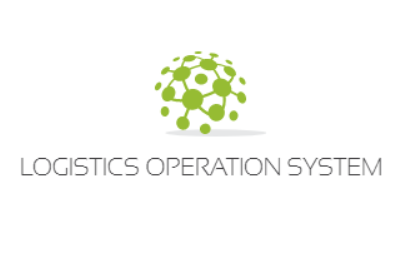 LOGISTICS OPERATION SYSTEM